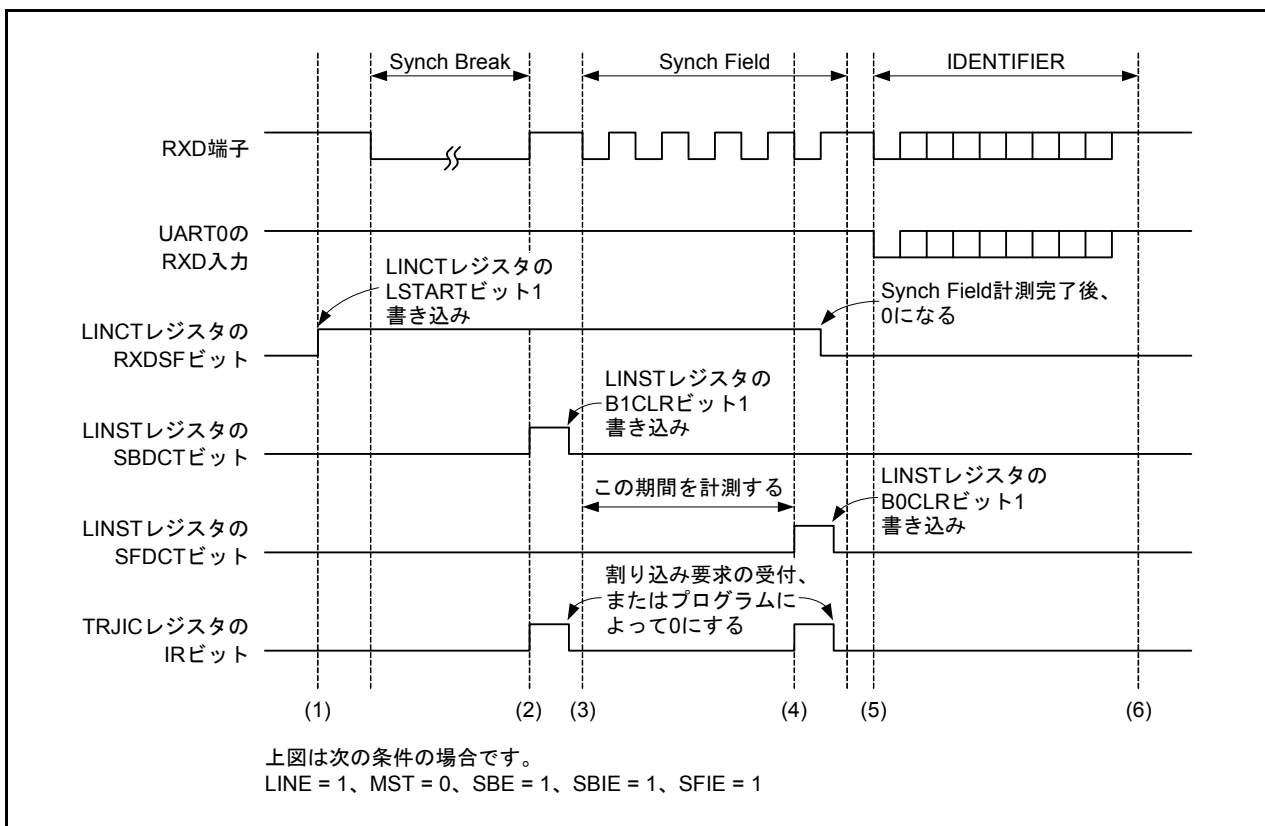 Synch Break
Synch Field
IDENTIFIER
RXD端子
UART0の
RXD入力
LINCTレジスタの
LSTARTビット1
書き込み
Synch Field計測完了後、
0になる
LINCTレジスタの
RXDSFビット
LINSTレジスタの
B1CLRビット1
書き込み
LINSTレジスタの
SBDCTビット
この期間を計測する
LINSTレジスタの
B0CLRビット1
書き込み
LINSTレジスタの
SFDCTビット
割り込み要求の受付、
またはプログラムに
よって0にする
TRJICレジスタの
IRビット
(1) (2) (3) (4) (5) (6)
上図は次の条件の場合です。
LINE = 1、MST = 0、SBE = 1、SBIE = 1、SFIE = 1